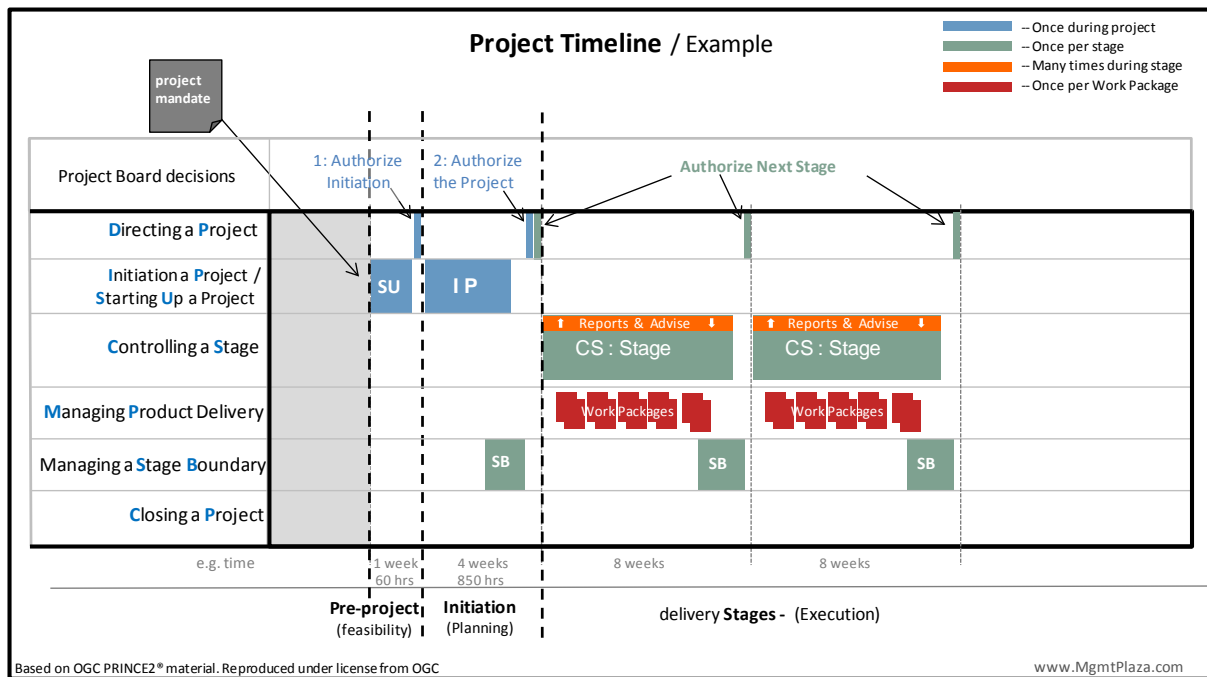 Project Timeline / Example
-- Once during project
-- Once per stage
-- Many times during stage
-- Once per Work Package
project
mandate
Project Board decisions
1: Authorize
Initiation
2: Authorize
the Project
Authorize Next Stage
Directing a Project
Initiation a Project /
Starting Up a Project
SU
I P
Controlling a Stage
⬆ Reports & Advise ⬇
CS : Stage
⬆ Reports & Advise ⬇
CS : Stage
Managing Product Delivery
Work Packages
Work Packages
Managing a Stage Boundary
SB
SB
SB
Closing a Project
e.g. time
1 week
60 hrs
4 weeks
850 hrs
8 weeks
8 weeks
Pre-project
(feasibility)
Initiation
(Planning)
delivery Stages - (Execution)
Based on OGC PRINCE2® material. Reproduced under license from OGC
www.MgmtPlaza.com